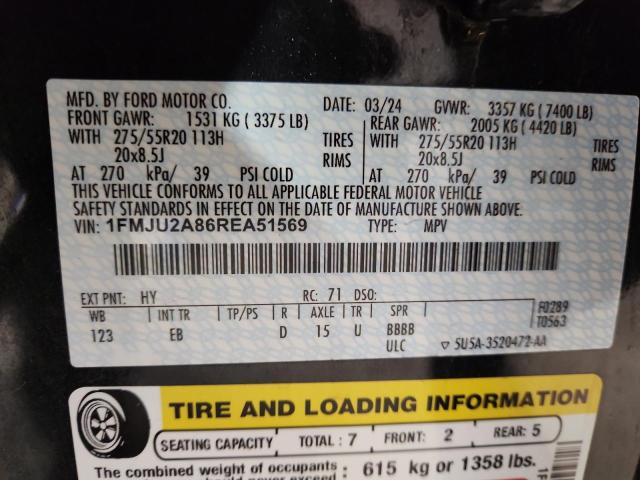 MFD. BY FORD MOTOR CO.
DATE: 03/24 GVWR: 3357 KG ( 7400 LB)
FRONT GAWR: 1531 KG ( 3375 LB)
REAR GAWR: 2005 KG ( 4420 LB)
WITH 275/55R20 113H TIRES
WITH 275/55R20 113H TIRES
20x8.5J RIMS
20x8.5J RIMS
AT 270 kPa/ 39 PSI COLD
AT 270 kPa/ 39 PSI COLD
THIS VEHICLE CONFORMS TO ALL APPLICABLE FEDERAL MOTOR VEHICLE
SAFETY STANDARDS IN EFFECT ON THE DATE OF MANUFACTURE SHOWN ABOVE.
VIN: 1FMJU2A86REA51569 TYPE: MPV
EXT PNT: HY RC: 71 DSO:
WB INT TR TP/PS R AXLE TR SPR F0289
T0563
123 EB D 15 U BBBB
ULC ▽ 5U5A-3520472-AA
TIRE AND LOADING INFORMATION
SEATING CAPACITY TOTAL : 7 FRONT: 2 REAR: 5
The combined weight of occupants : 615 kg or 1358 lbs.